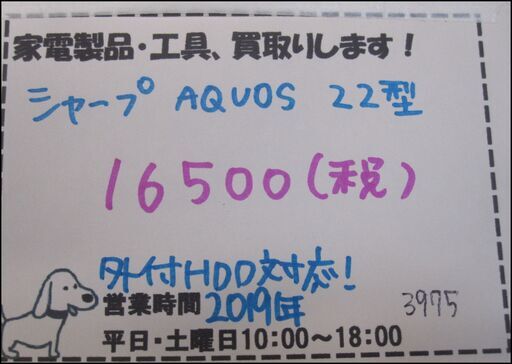 家電製品・工具、買取りします！
シャープ AQUOS 22型
16500(税)
外付HDD対応！
営業時間 2019年
3975
平日・土曜日10:00～18:00